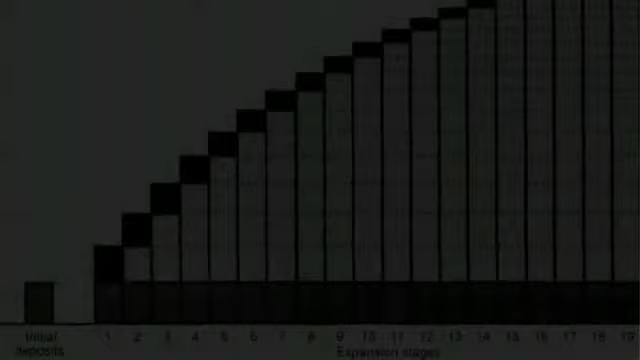 Initial 1 2 3 4 5 6 7 8 9 10 11 12 13 14 15 16 17 18 19
deposits Expansion stages